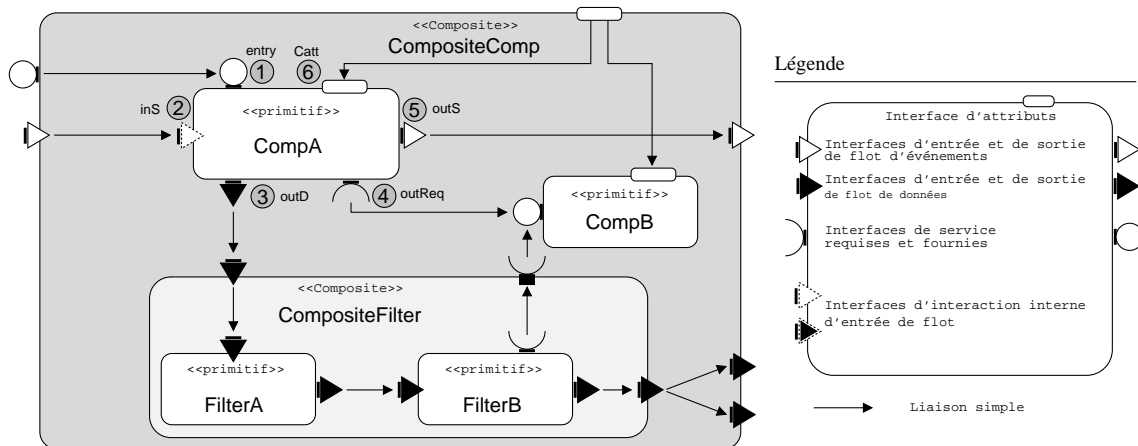 <<Composite>>
CompositeComp
entry
1
Catt
6
inS
2
5
outS
<<primitif>>
CompA
3
outD
4
outReq
<<primitif>>
CompB
<<Composite>>
CompositeFilter
<<primitif>>
FilterA
<<primitif>>
FilterB
Légende
Interface d'attributs
Interfaces d'entrée et de sortie
de flot d'événements
Interfaces d'entrée et de sortie
de flot de données
Interfaces de service
requises et fournies
Interfaces d'interaction interne
d'entrée de flot
Liaison simple